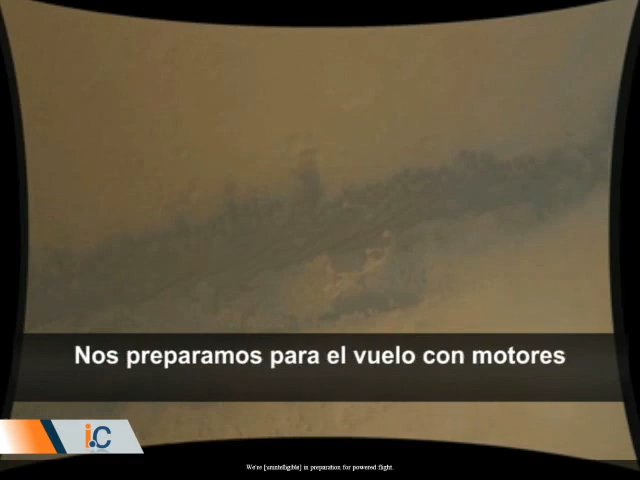 Nos preparamos para el vuelo con motores
i.C
We're [unintelligible] in preparation for powered flight.